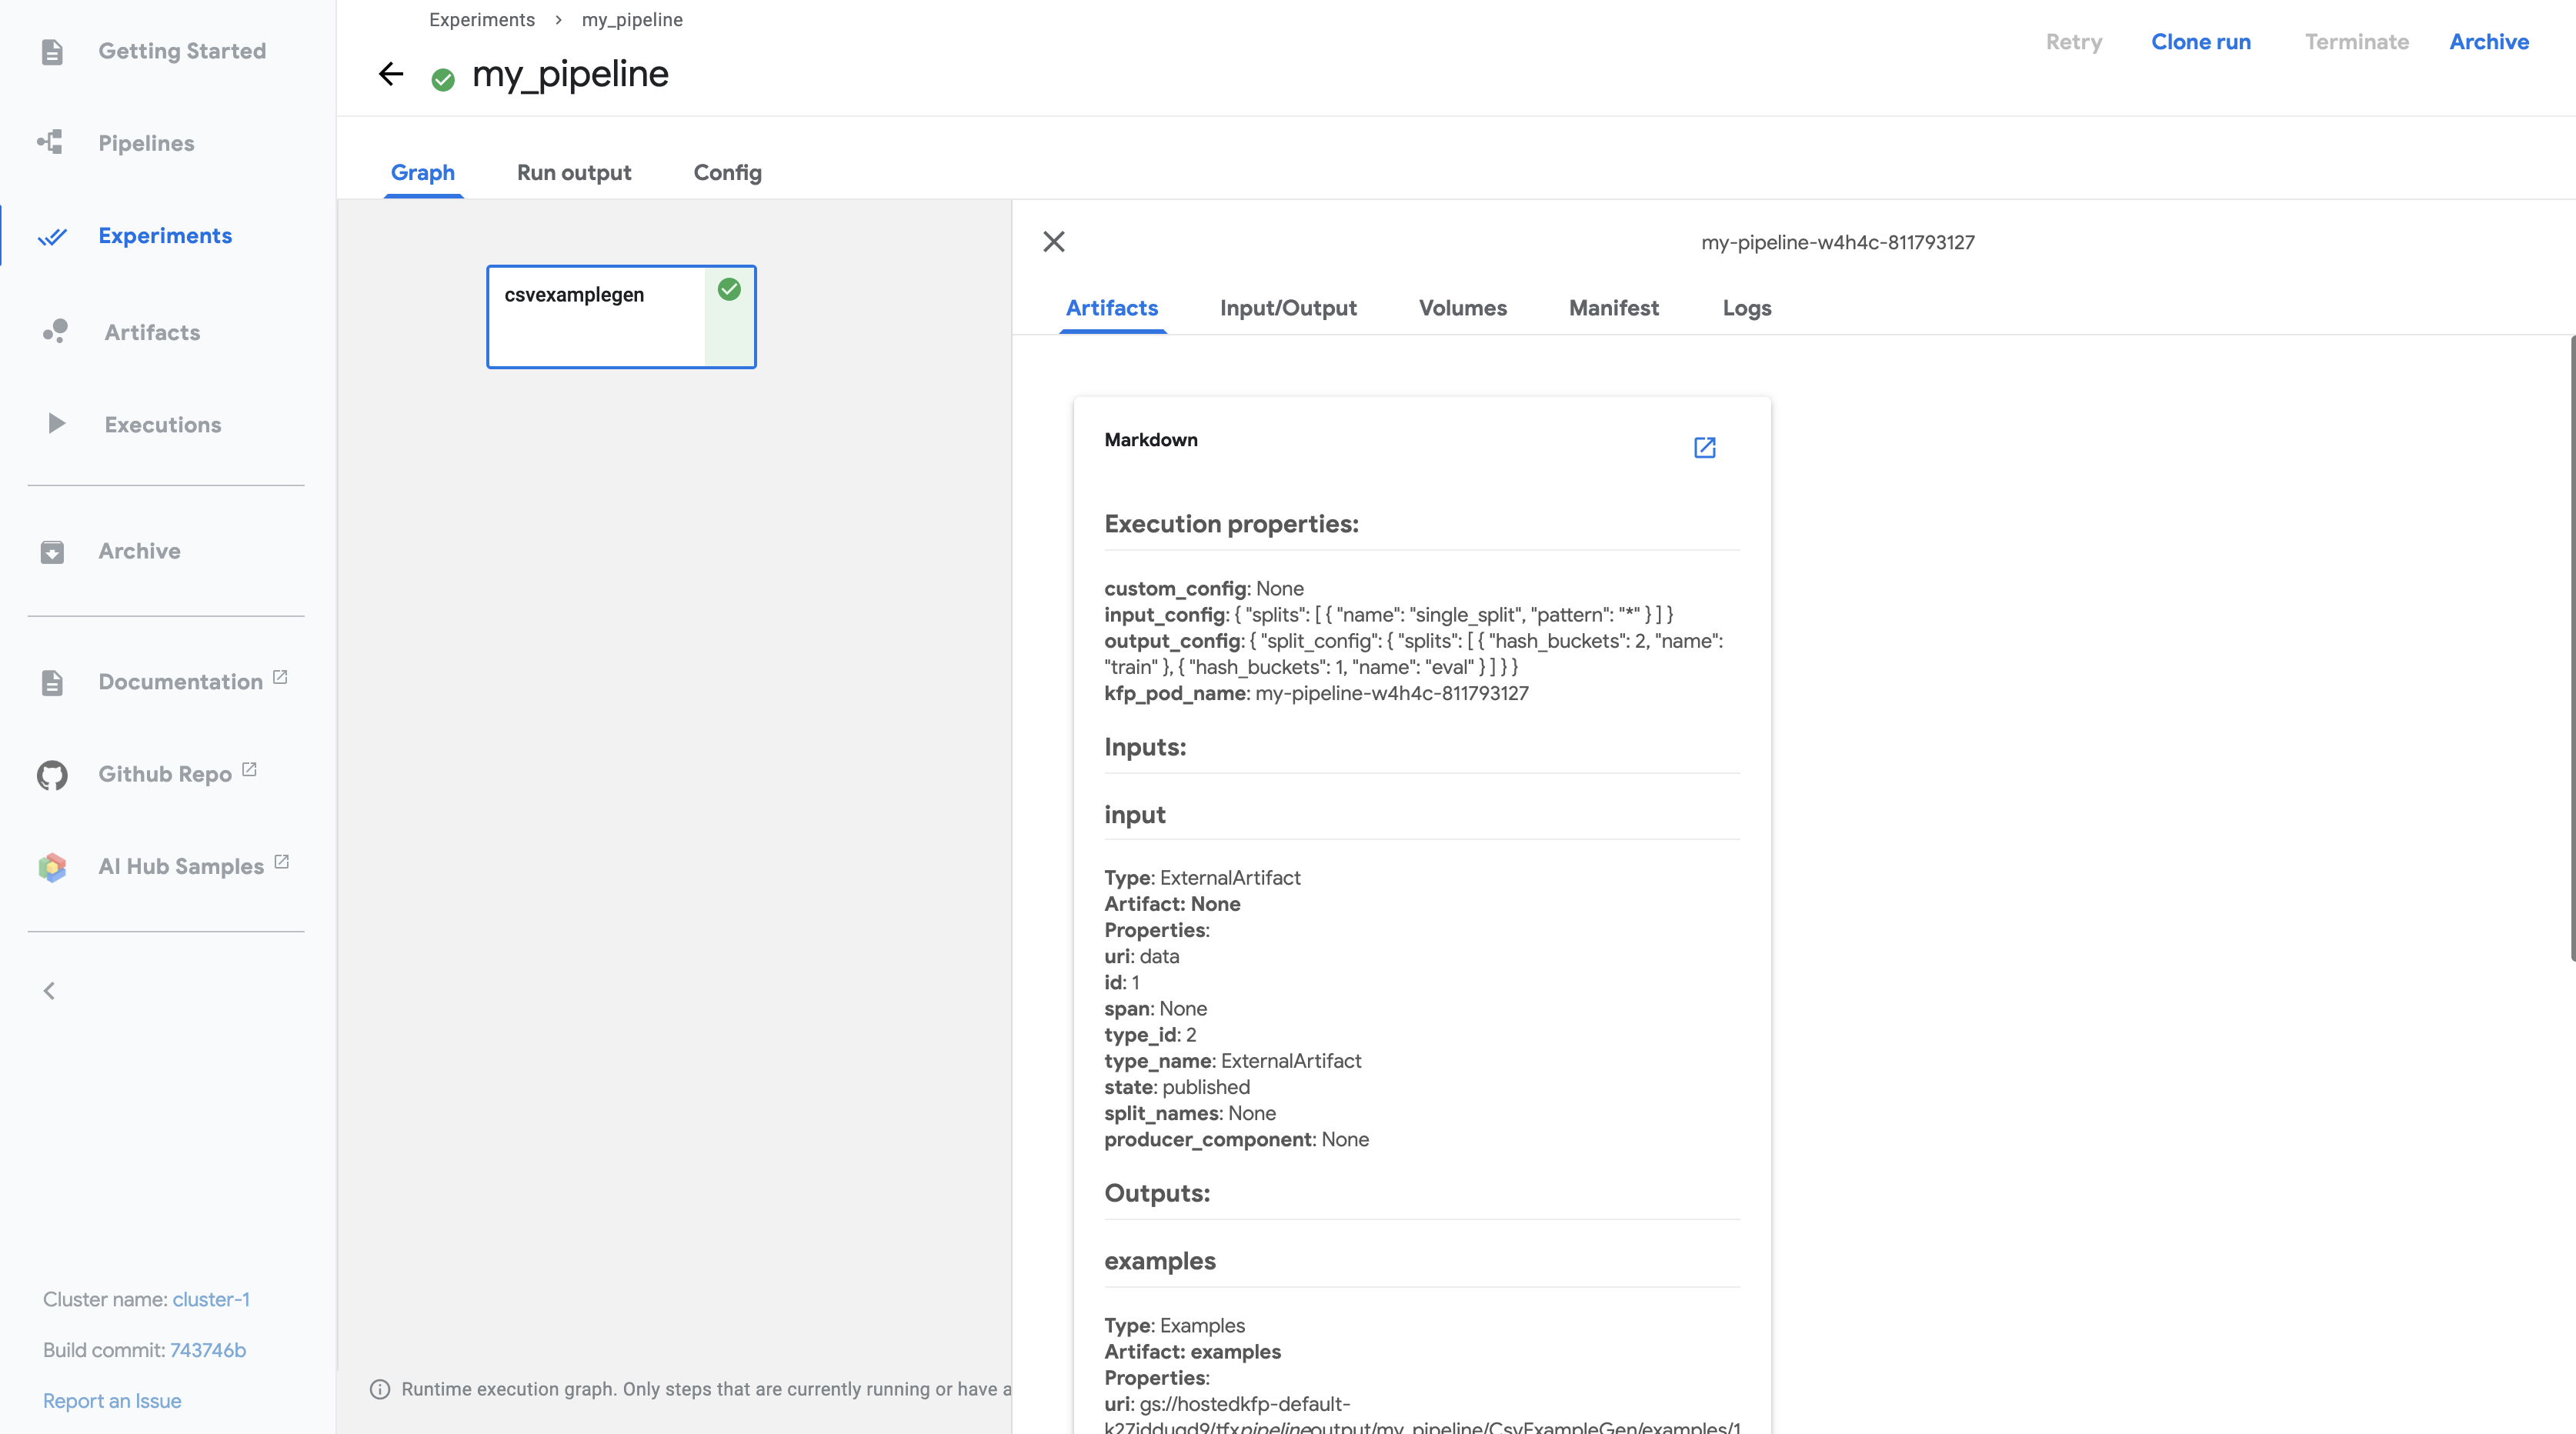 Getting Started
Pipelines
Experiments
Artifacts
Executions
Archive
Documentation
Github Repo
AI Hub Samples
Cluster name: cluster-1
Build commit: 743746b
Report an Issue
Experiments > my_pipeline
my_pipeline
Retry Clone run Terminate Archive
Graph Run output Config
csvexamplegen
Runtime execution graph. Only steps that are currently running or have a
my-pipeline-w4h4c-811793127
Artifacts Input/Output Volumes Manifest Logs
Markdown
Execution properties:
custom_config: None
input_config: { "splits": [ { "name": "single_split", "pattern": "*" } ] }
output_config: { "split_config": { "splits": [ { "hash_buckets": 2, "name":
"train" }, { "hash_buckets": 1, "name": "eval" } ] } }
kfp_pod_name: my-pipeline-w4h4c-811793127
Inputs:
input
Type: ExternalArtifact
Artifact: None
Properties:
uri: data
id: 1
span: None
type_id: 2
type_name: ExternalArtifact
state: published
split_names: None
producer_component: None
Outputs:
examples
Type: Examples
Artifact: examples
Properties:
uri: gs://hostedkfp-default-